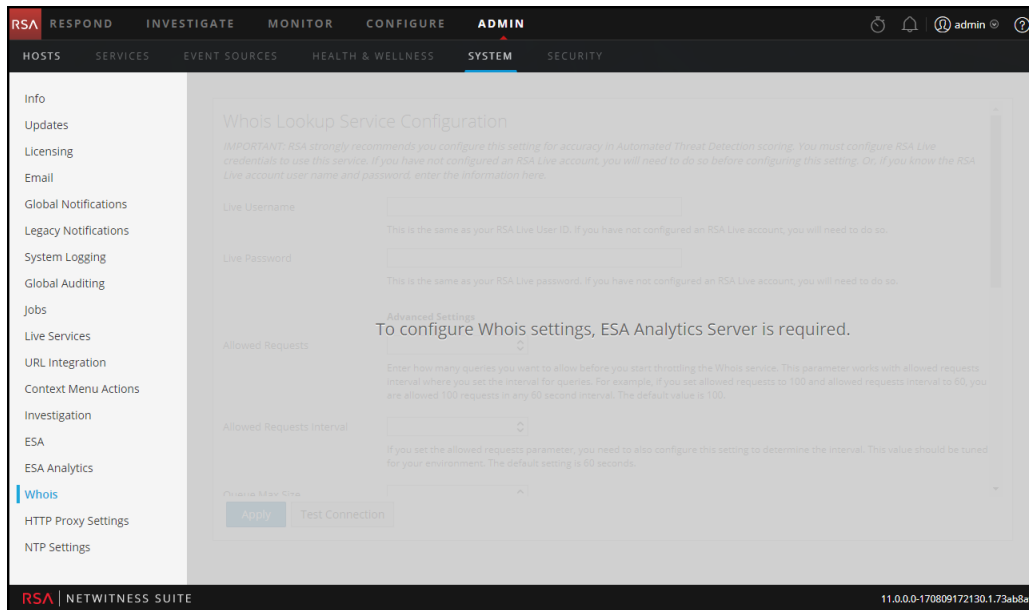 RSA RESPOND INVESTIGATE MONITOR CONFIGURE ADMIN admin ?
HOSTS SERVICES EVENT SOURCES HEALTH & WELLNESS SYSTEM SECURITY
Info
Updates
Licensing
Email
Global Notifications
Legacy Notifications
System Logging
Global Auditing
Jobs
Live Services
URL Integration
Context Menu Actions
Investigation
ESA
ESA Analytics
Whois
HTTP Proxy Settings
NTP Settings
Whois Lookup Service Configuration
IMPORTANT: RSA strongly recommends you configure this setting for accuracy in Automated Threat Detection scoring. You must configure RSA Live
credentials to use this service. If you have not configured an RSA Live account, you will need to do so before configuring this setting. Or, if you know the RSA
Live account user name and password, enter the information here.
Live Username
This is the same as your RSA Live User ID. If you have not configured an RSA Live account, you will need to do so.
Live Password
This is the same as your RSA Live password. If you have not configured an RSA Live account, you will need to do so.
Advanced Settings
To configure Whois settings, ESA Analytics Server is required.
Allowed Requests
Enter how many queries you want to allow before you start throttling the Whois service. This parameter works with allowed requests
interval where you set the interval for queries. For example, if you set allowed requests to 100 and allowed requests interval to 60, you
are allowed 100 requests in any 60 second interval. The default value is 100.
Allowed Requests Interval
If you set the allowed requests parameter, you need to also configure this setting to determine the interval. This value should be tuned
for your environment. The default setting is 60 seconds.
Queue Max Size
Apply Test Connection
RSA NETWITNESS SUITE 11.0.0.0-170809172130.1.73ab8a